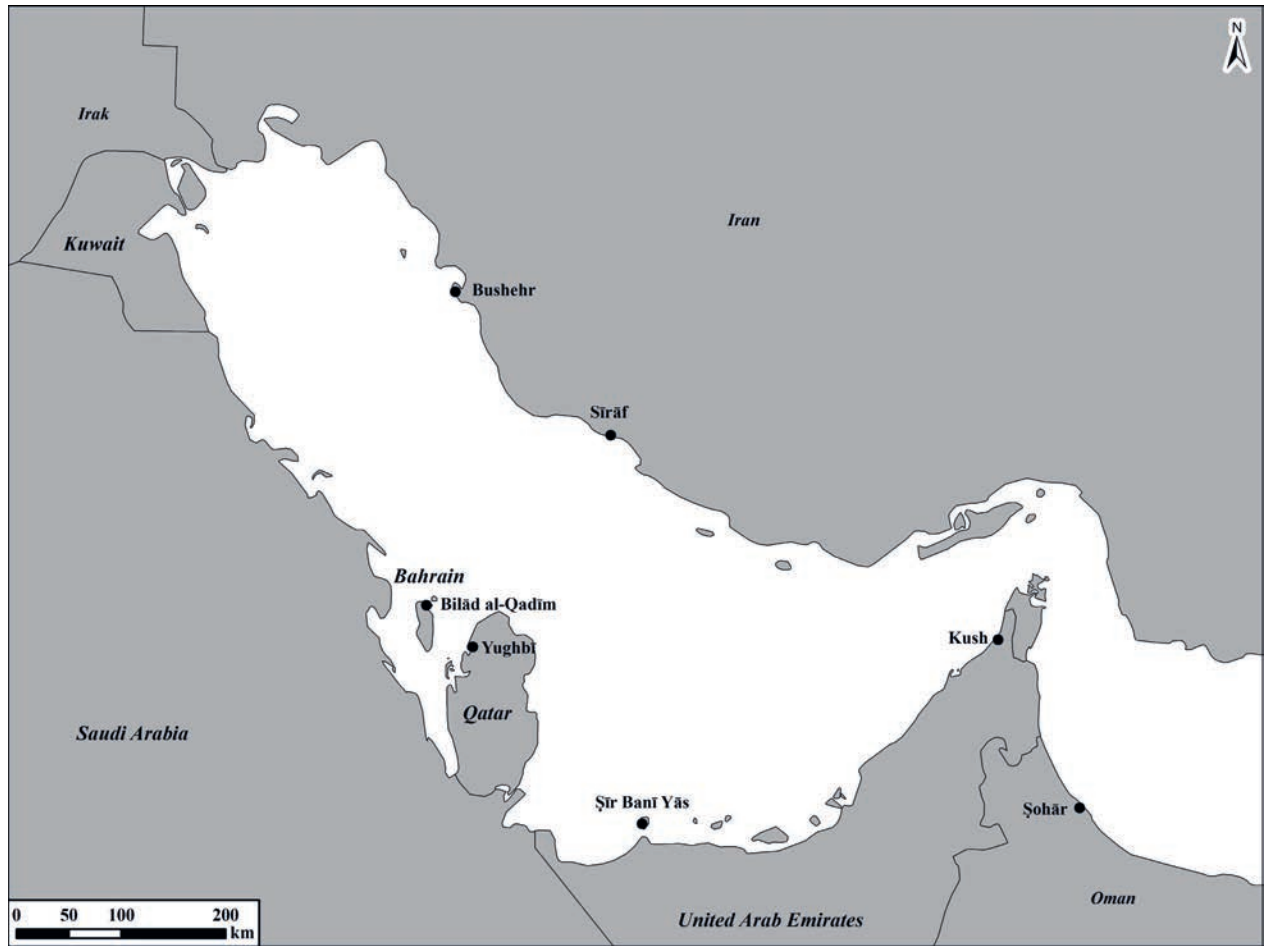 N
Irak
Iran
Kuwait
Bushehr
Sīrāf
Bahrain
Bilād al-Qadīm
Yughbī
Kush
Qatar
Saudi Arabia
Ṣīr Banī Yās
Ṣohār
Oman
United Arab Emirates
0 50 100 200
km